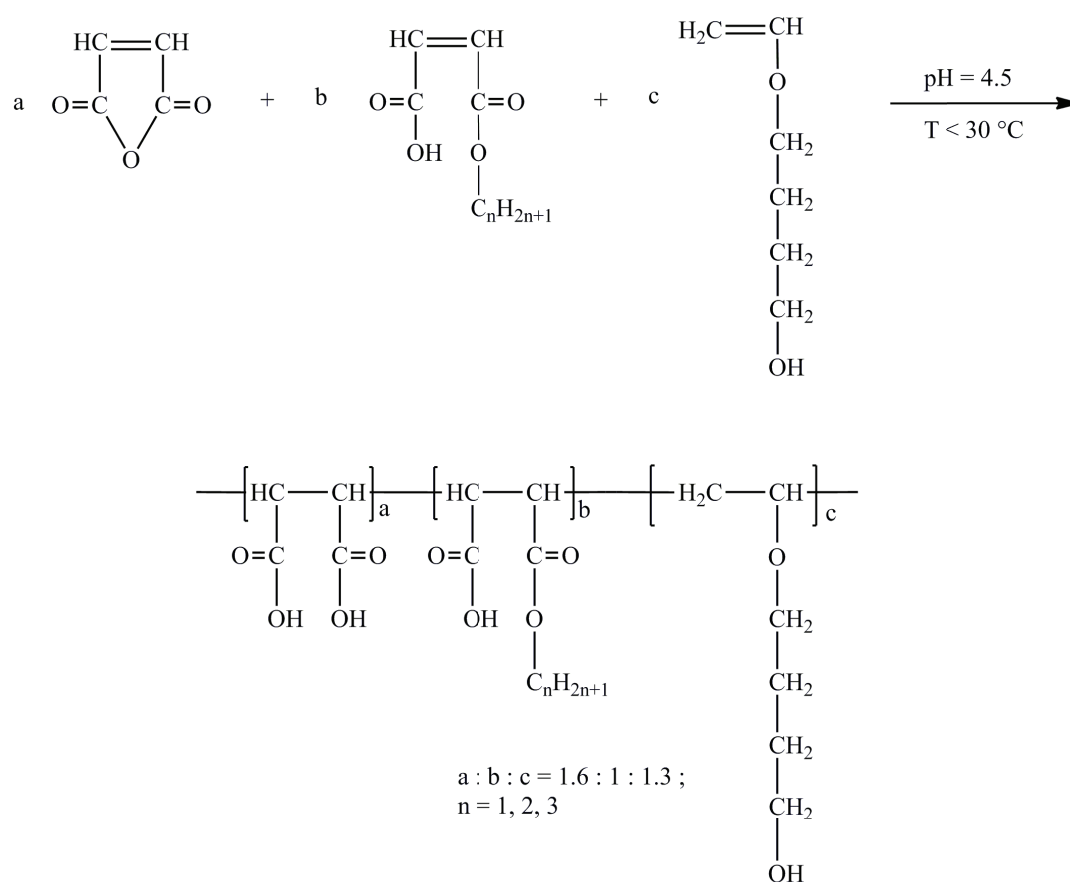 H₂C=CH
HC=CH HC=CH O pH = 4.5
a O=C C=O + b O=C C=O + c CH₂ T < 30 °C
O OH O CH₂
CₙH₂ₙ₊₁ CH₂
CH₂
OH
[HC CH]a [HC CH]b [H₂C CH]c
O=C C=O O=C C=O O
OH OH OH O CH₂
CₙH₂ₙ₊₁ CH₂
CH₂
a : b : c = 1.6 : 1 : 1.3 ;
n = 1, 2, 3
CH₂
OH